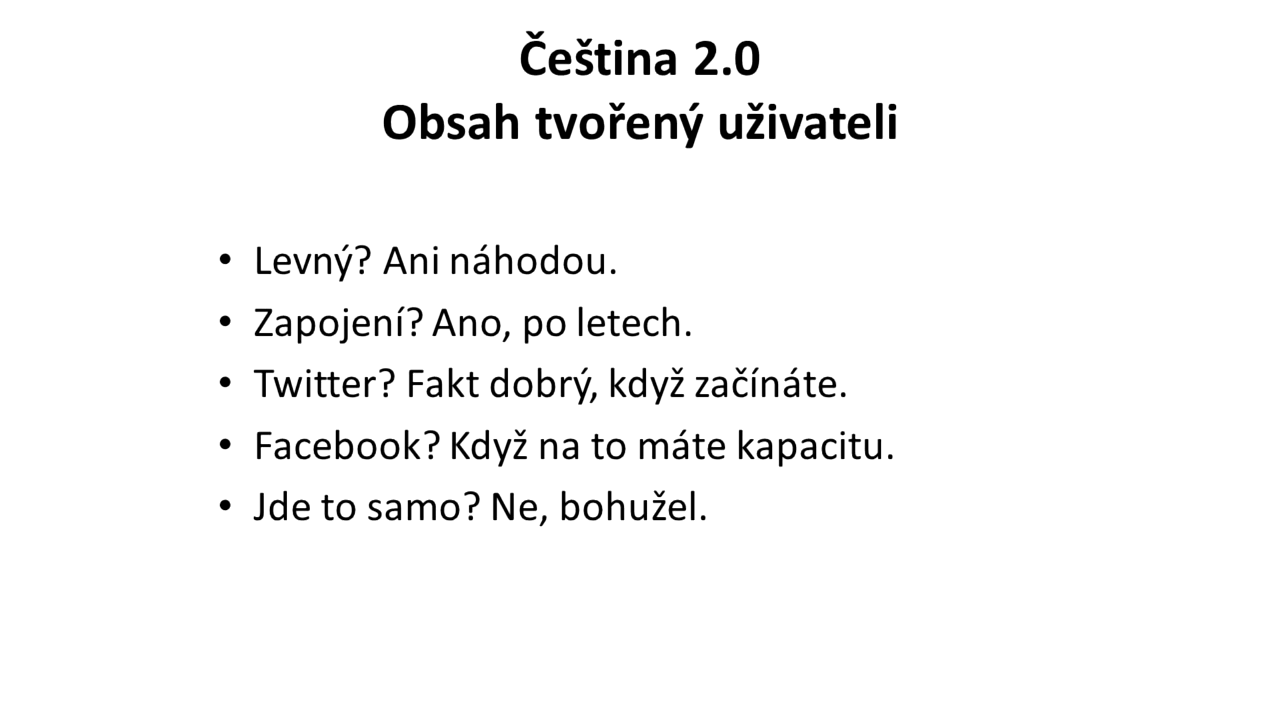 Čeština 2.0
Obsah tvořený uživateli
• Levný? Ani náhodou.
• Zapojení? Ano, po letech.
• Twitter? Fakt dobrý, když začínáte.
• Facebook? Když na to máte kapacitu.
• Jde to samo? Ne, bohužel.